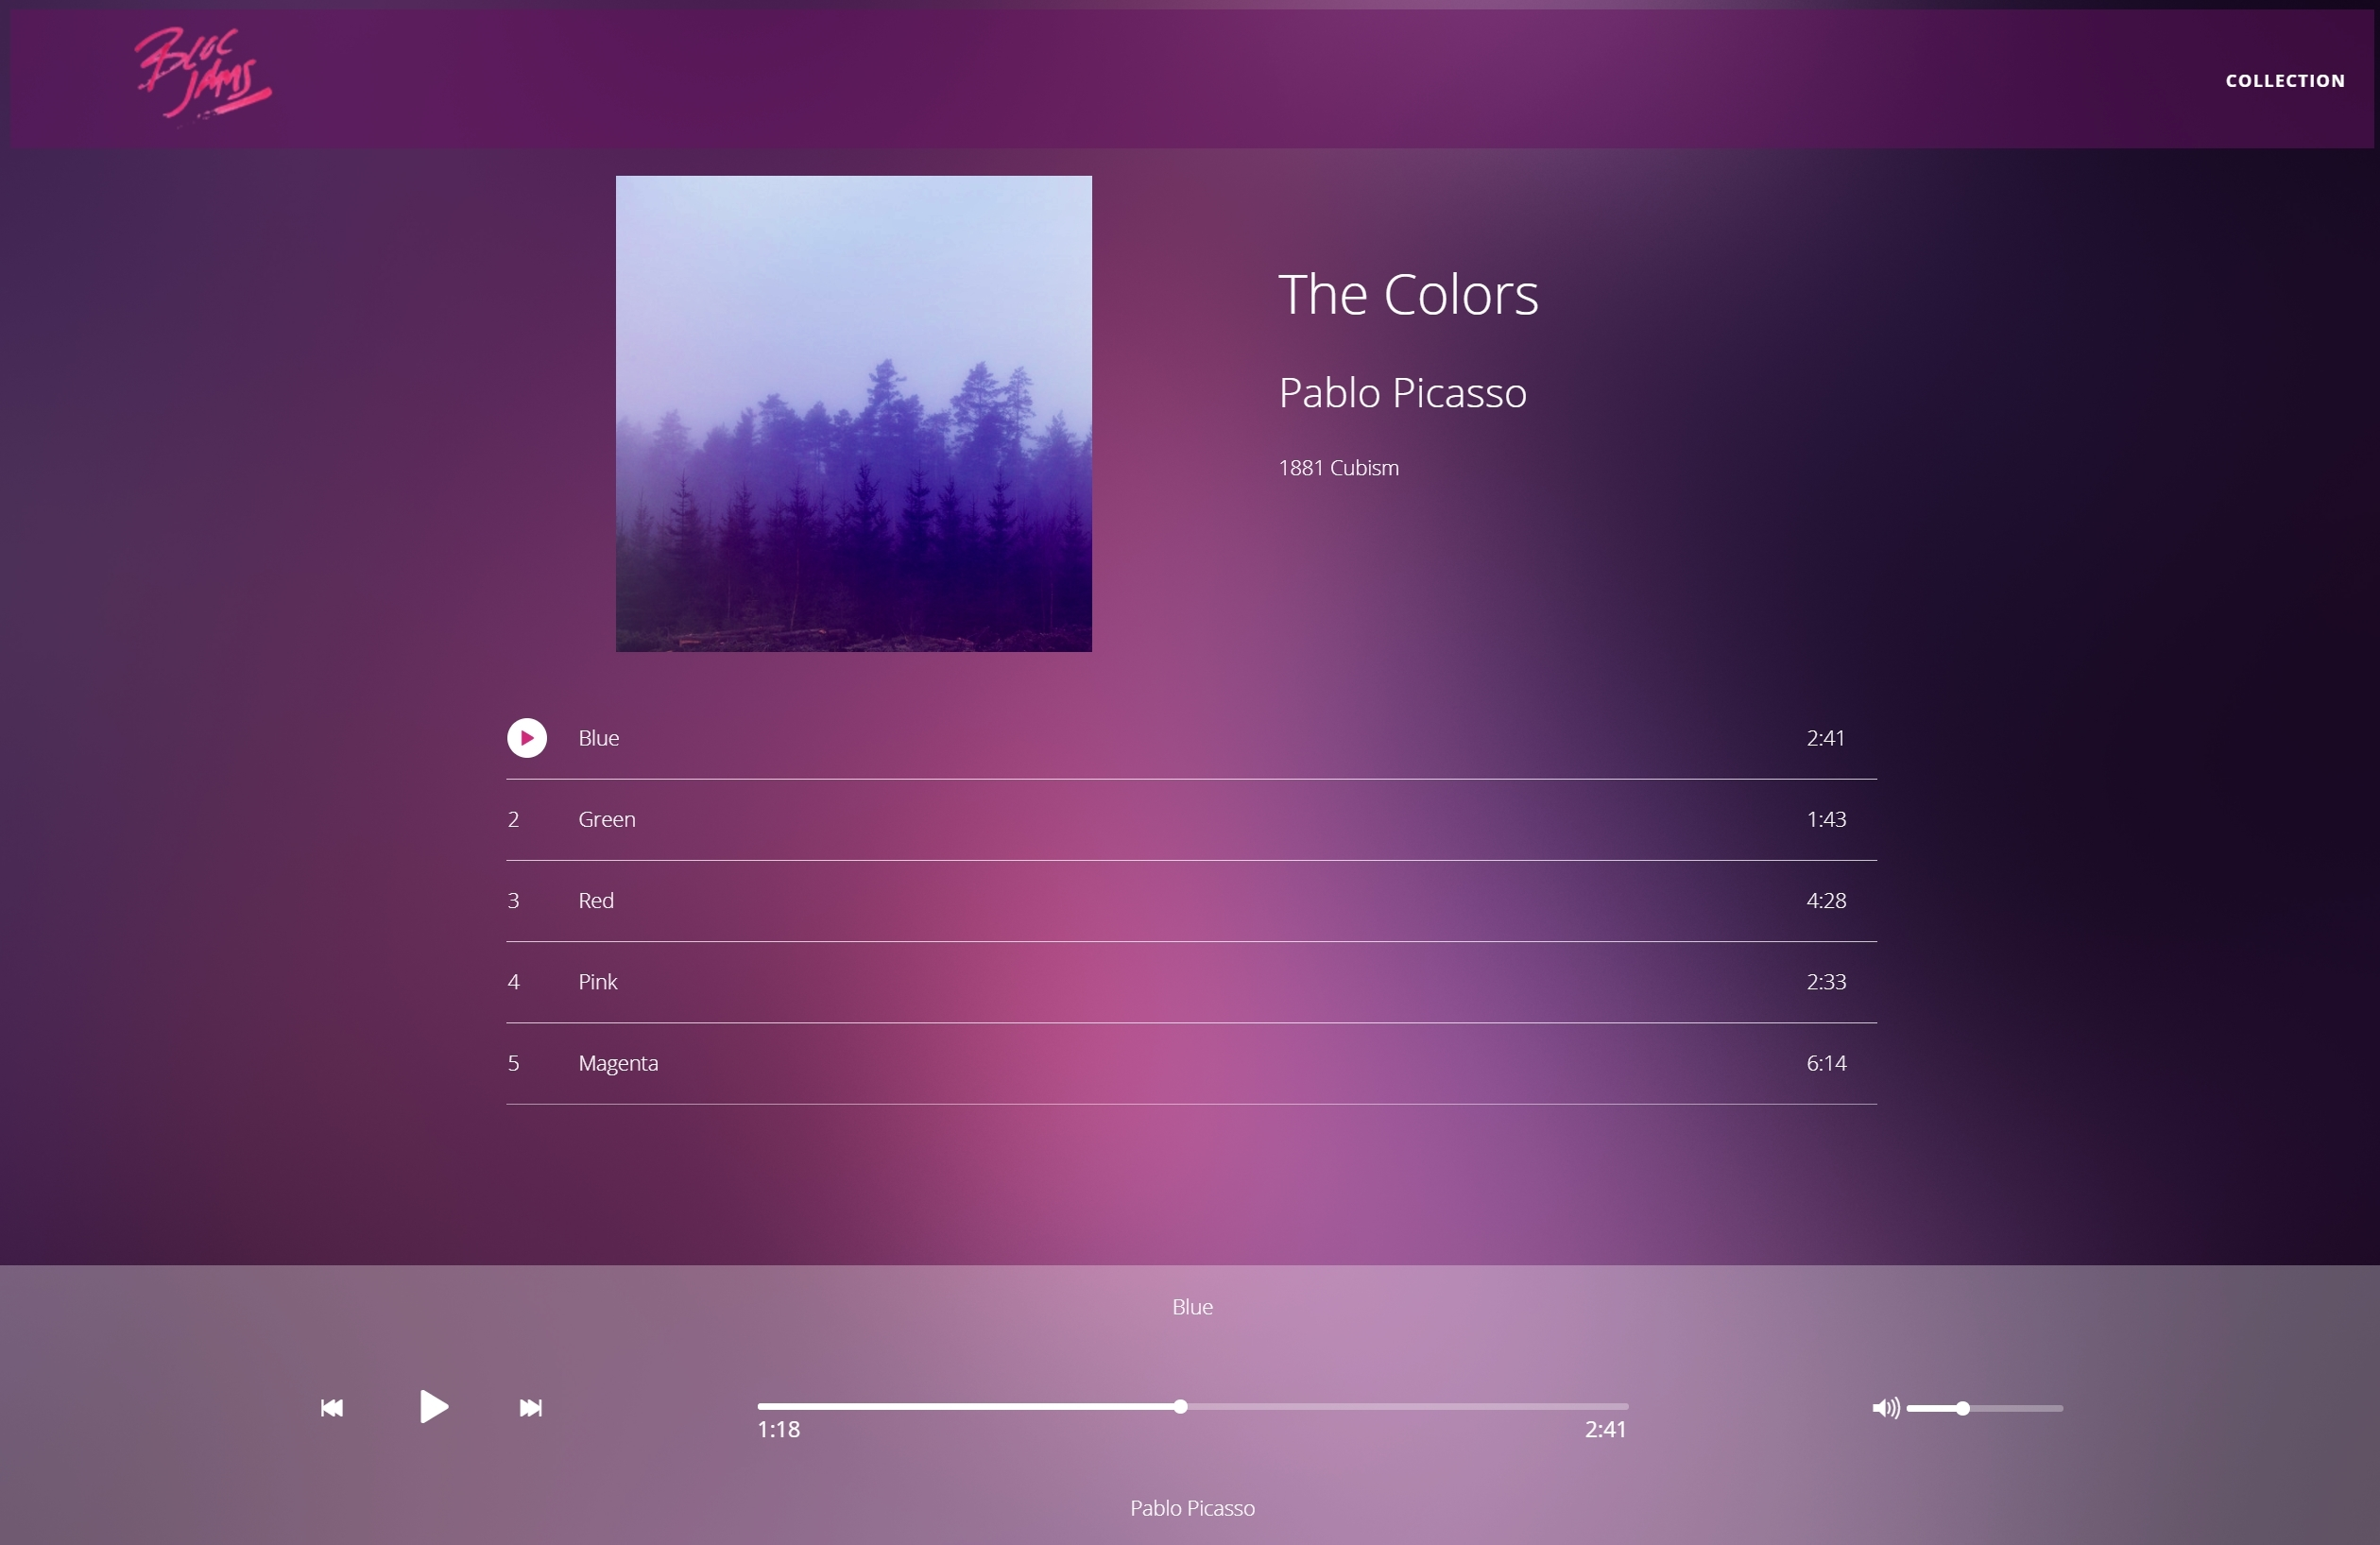 BLOC
JAMS
COLLECTION
The Colors
Pablo Picasso
1881 Cubism
Blue 2:41
2 Green 1:43
3 Red 4:28
4 Pink 2:33
5 Magenta 6:14
Blue
1:18 2:41
Pablo Picasso